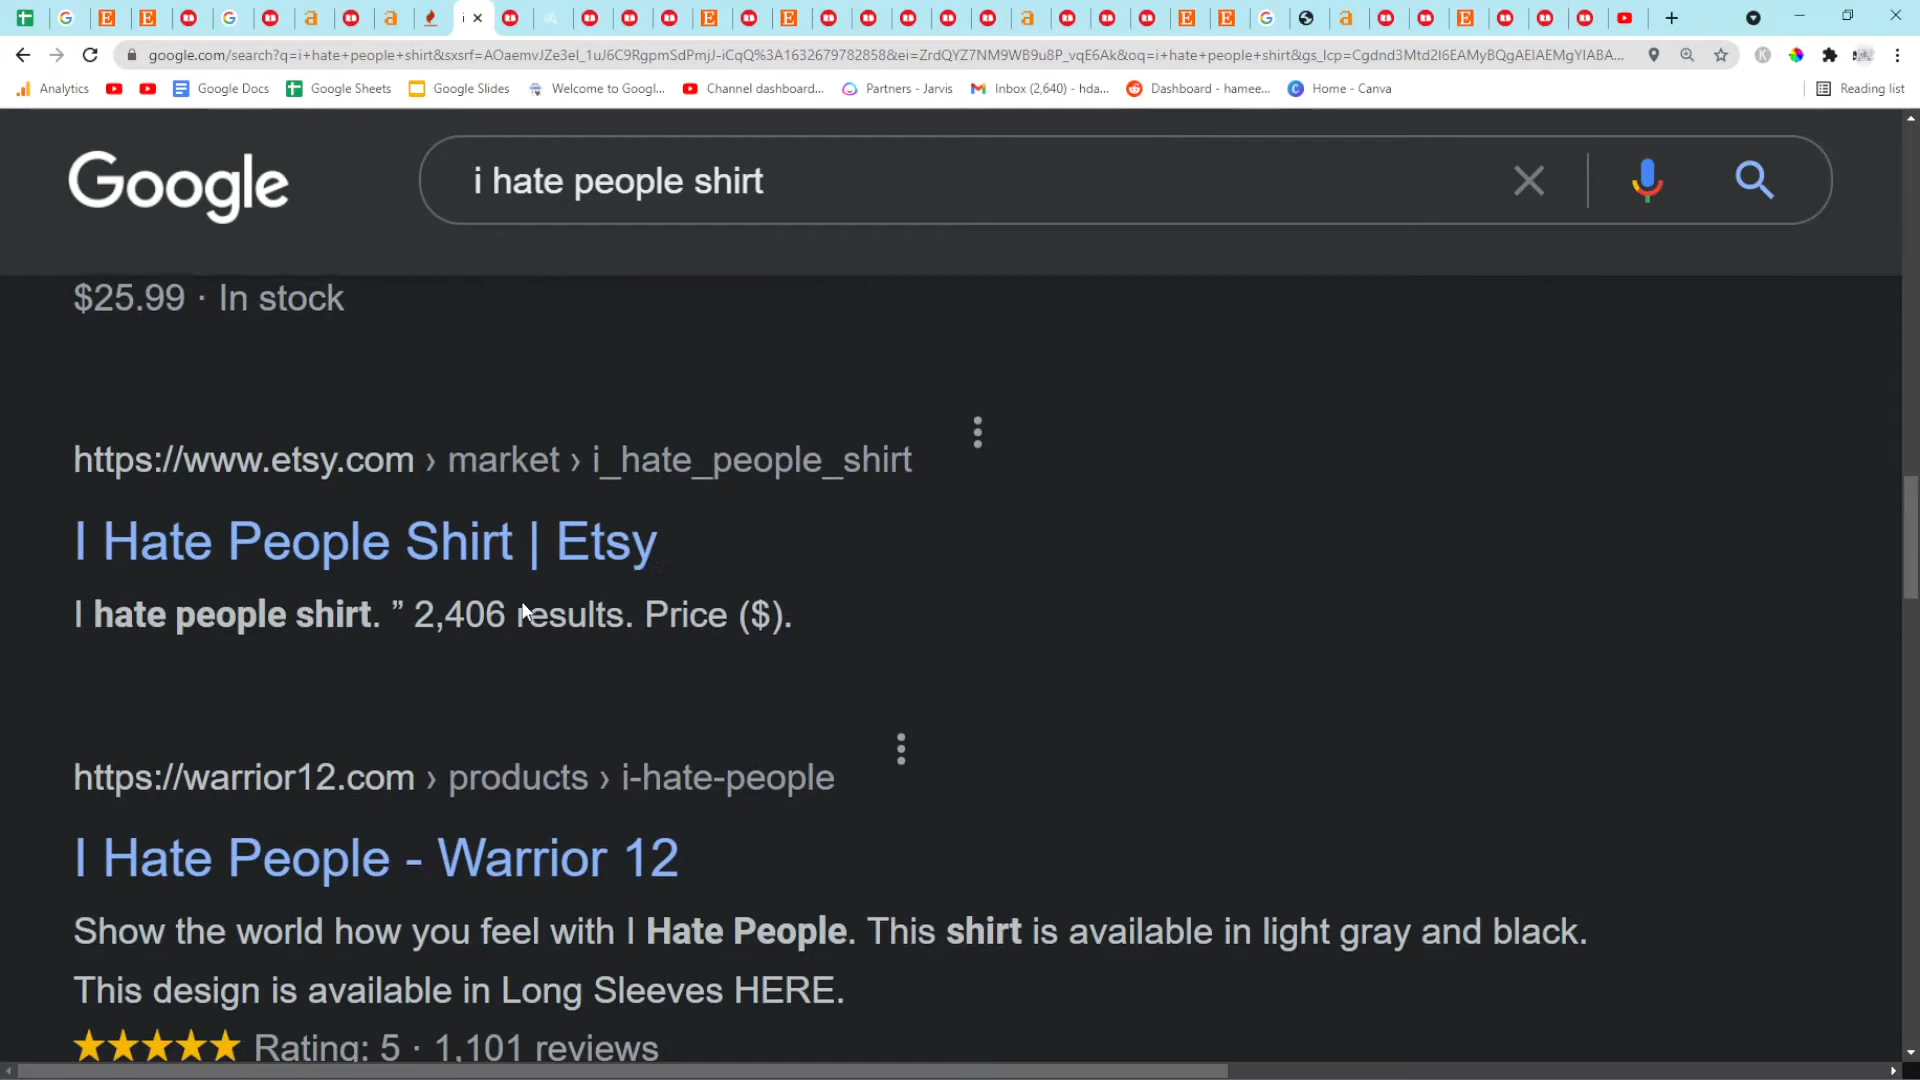 google.com/search?q=i+hate+people+shirt&sxsrf=AOaemvJZe3eI_1uJ6C9RgpmSdPmjJ-iCqQ%3A1632679782858&ei=ZrdQYZ7NM9WB9u8P_vqE6Ak&oq=i+hate+people+shirt&gs_lcp=Cgdnd3Mtd2l6EAMyBQgAEIAEMgYIABA...
Analytics
Google Docs
Google Sheets
Google Slides
Welcome to Googl...
Channel dashboard...
Partners - Jarvis
Inbox (2,640) - hda...
Dashboard - hamee...
Home - Canva
Reading list
Google
i hate people shirt
$25.99 · In stock
https://www.etsy.com › market › i_hate_people_shirt
I Hate People Shirt | Etsy
I hate people shirt. ” 2,406 results. Price ($).
https://warrior12.com › products › i-hate-people
I Hate People - Warrior 12
Show the world how you feel with I Hate People. This shirt is available in light gray and black.
This design is available in Long Sleeves HERE.
Rating: 5 · 1,101 reviews